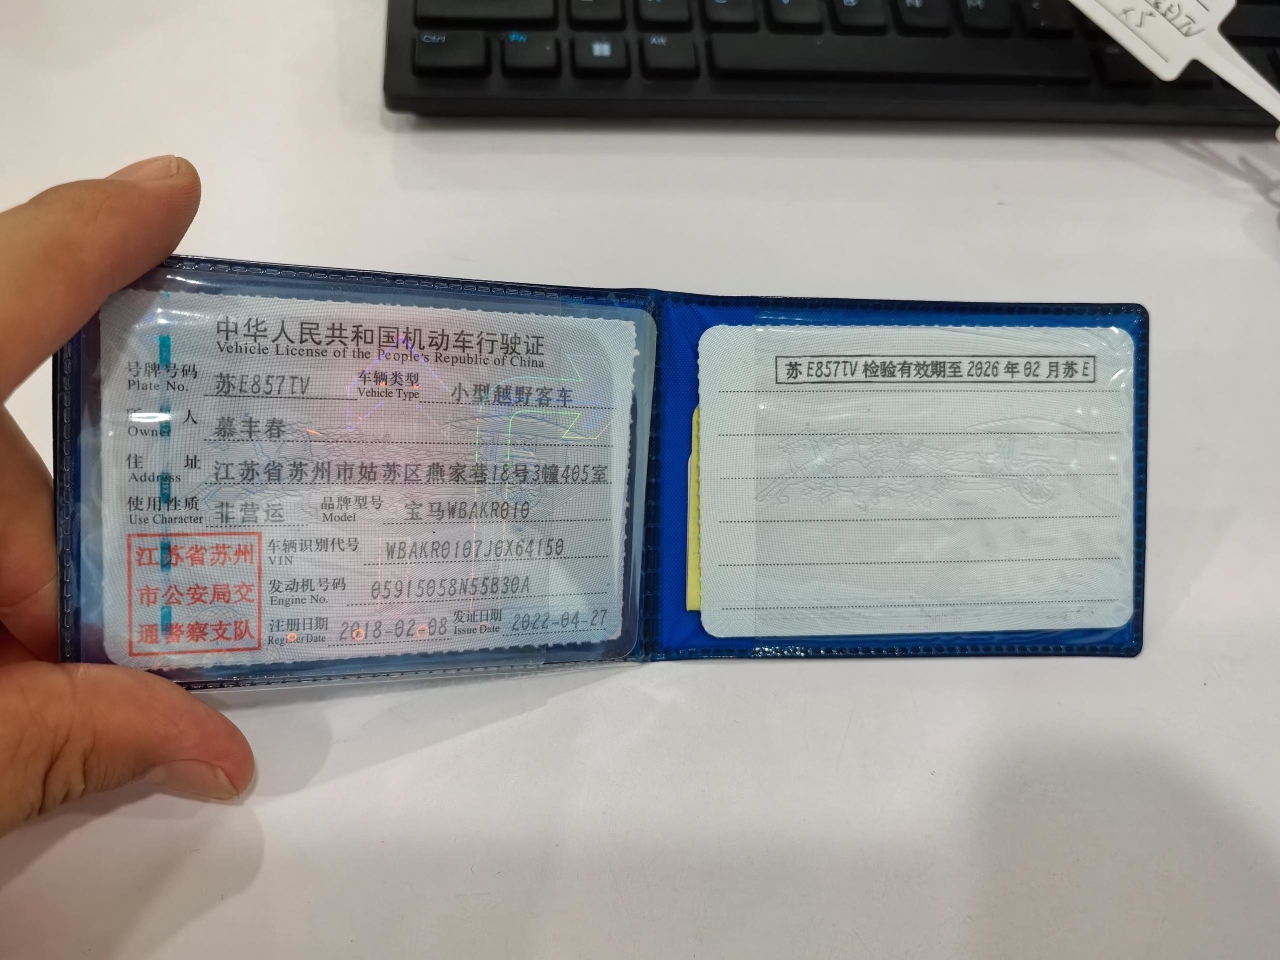 Ctrl
Fn
Alt
中华人民共和国机动车行驶证
Vehicle License of the People's Republic of China
号牌号码 苏E857TV 车辆类型 小型越野客车
Plate No. Vehicle Type
所 人 慕丰春
Owner
住 址 江苏省苏州市姑苏区燕家巷18号3幢405室
Address
使用性质 非营运 品牌型号 宝马WBAKR010
Use Character Model
车辆识别代号 WBAKR0107J0X64150
VIN
发动机号码 05915058N55B30A
Engine No.
注册日期 2018-02-08 发证日期 2022-04-27
Register Date Issue Date
江苏省苏州
市公安局交
通警察支队
苏E857TV检验有效期至2026年02月苏E